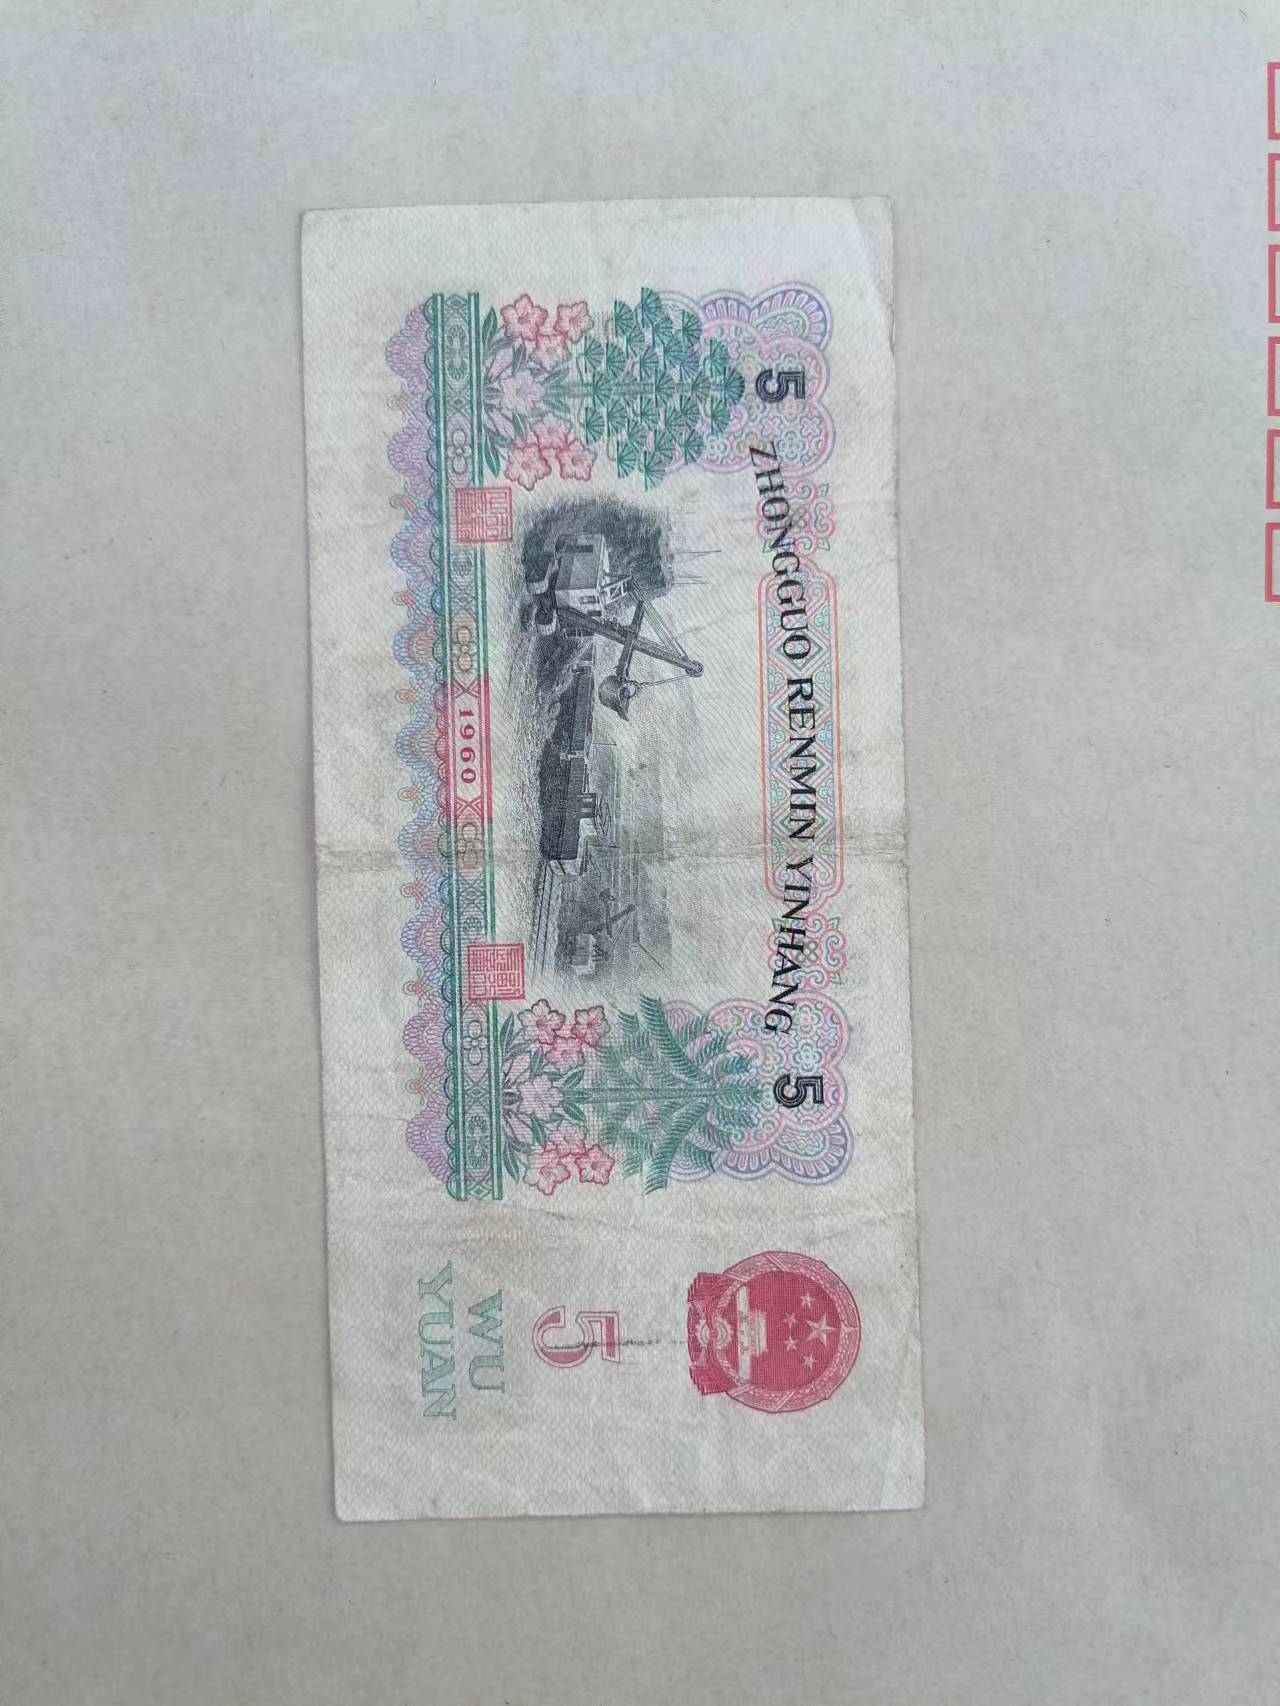 5 ZHONGGUO RENMIN YINHANG 5
1960
5
WU
YUAN